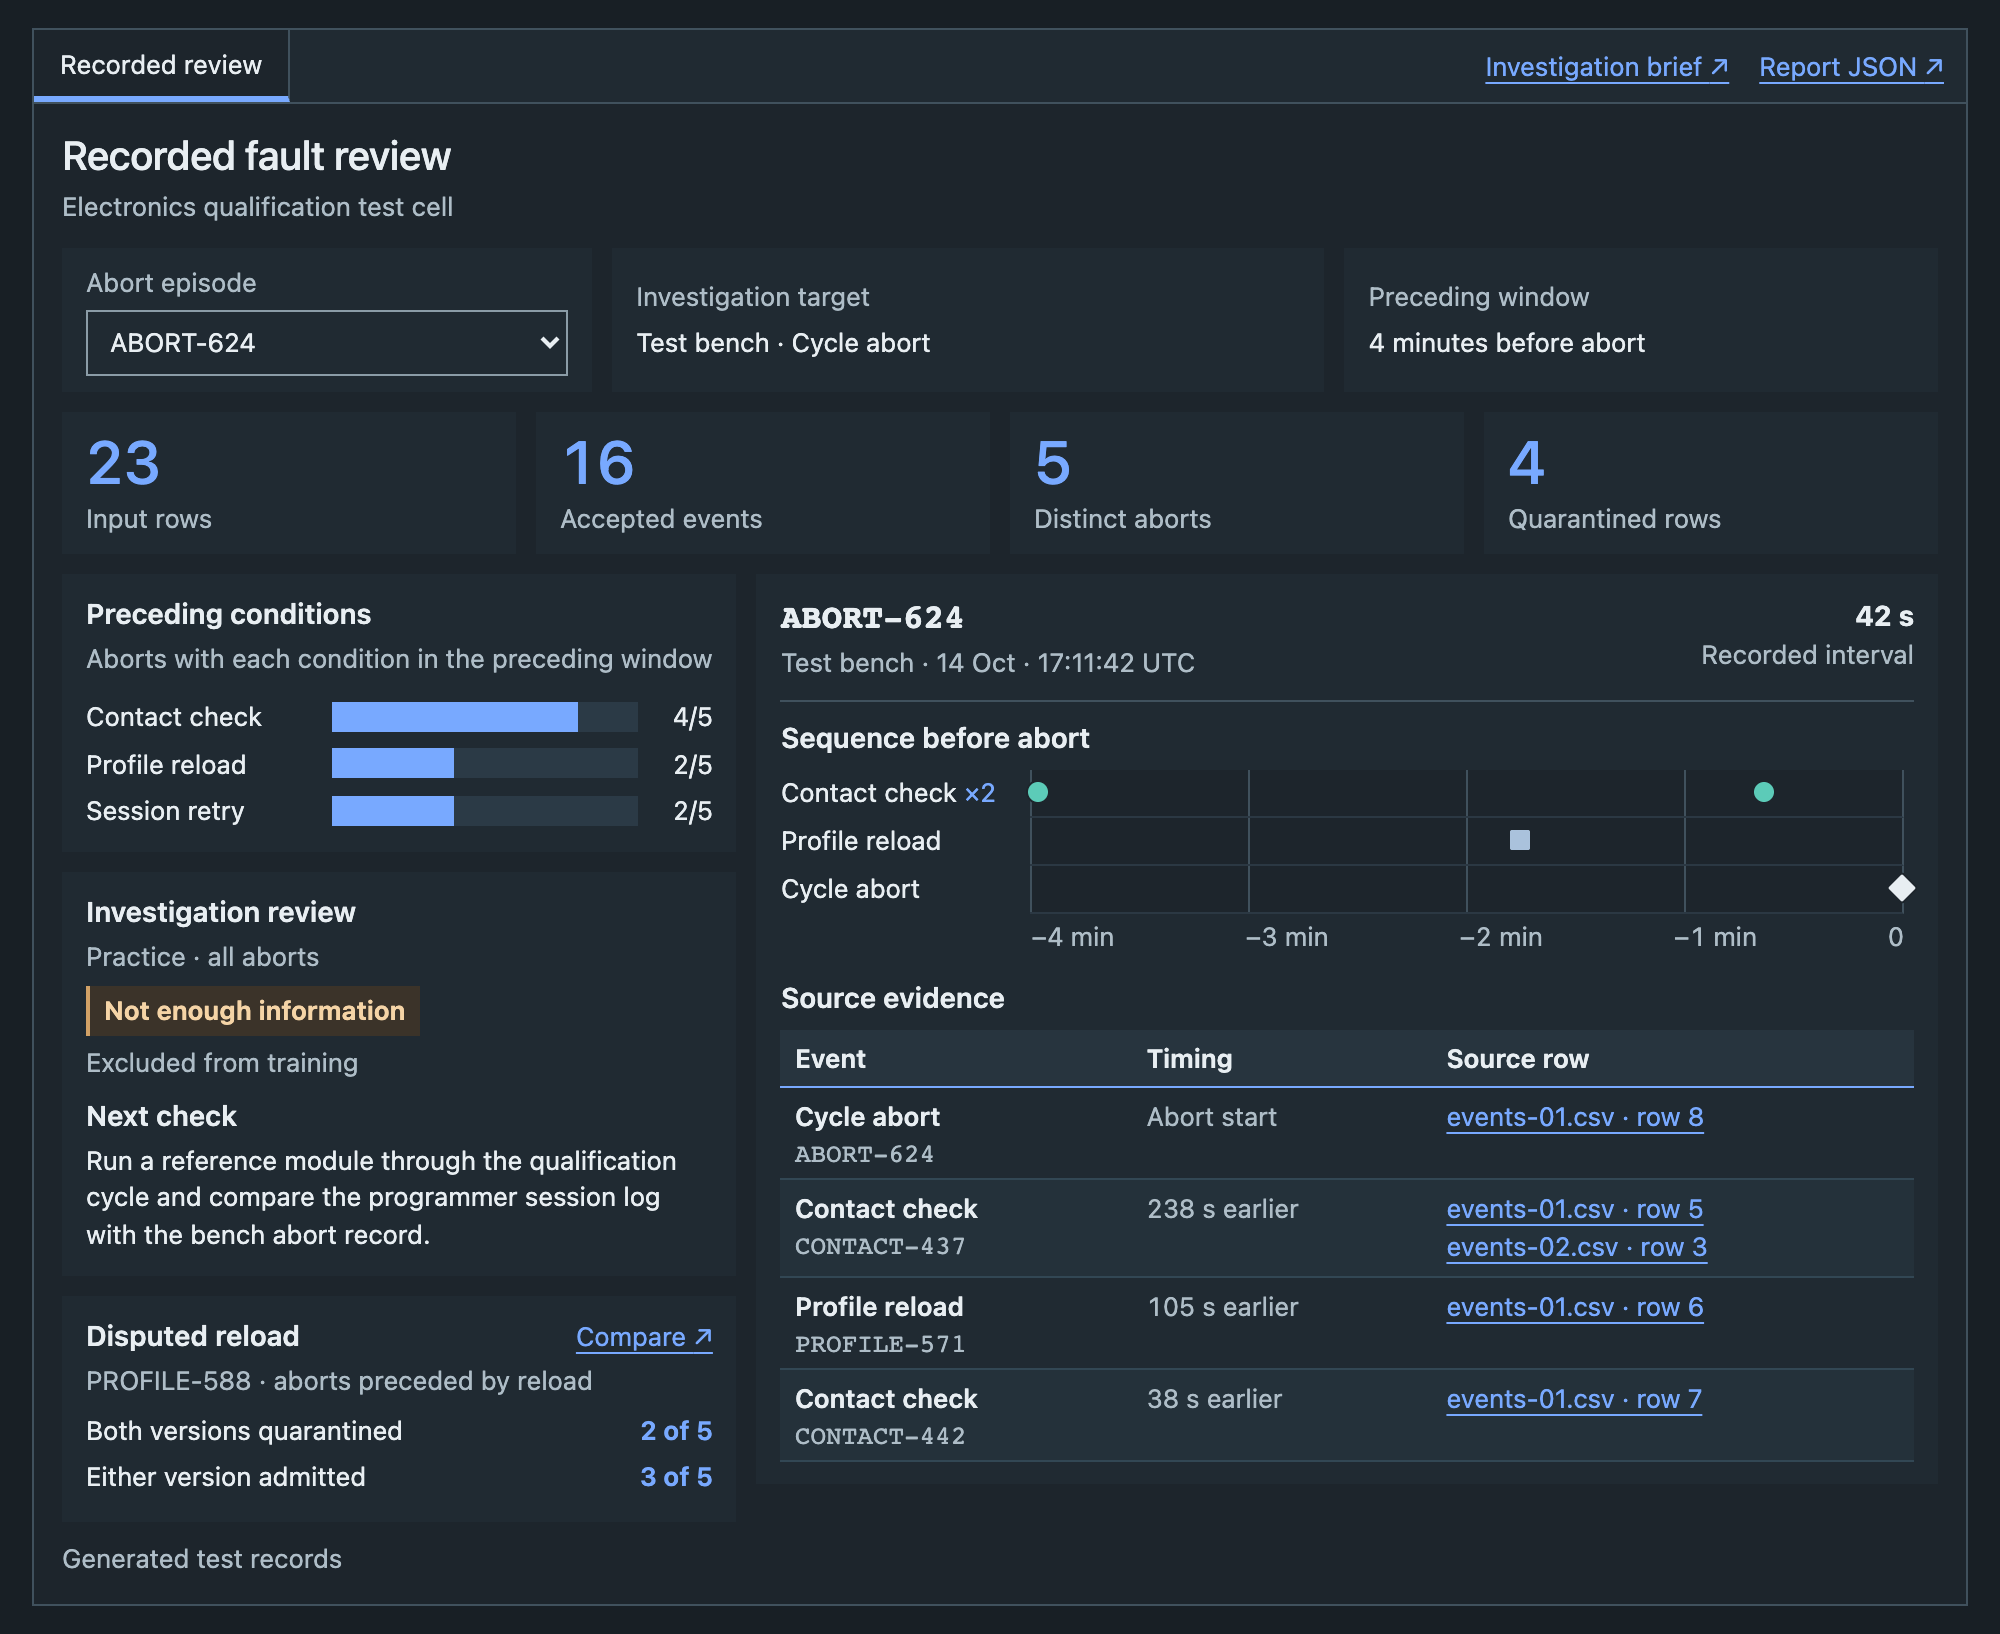 Recorded review
Investigation brief ↗ Report JSON ↗
Recorded fault review
Electronics qualification test cell
Abort episode
ABORT-624
Investigation target
Test bench · Cycle abort
Preceding window
4 minutes before abort
23
Input rows
16
Accepted events
5
Distinct aborts
4
Quarantined rows
Preceding conditions
Aborts with each condition in the preceding window
Contact check 4/5
Profile reload 2/5
Session retry 2/5
Investigation review
Practice · all aborts
Not enough information
Excluded from training
Next check
Run a reference module through the qualification
cycle and compare the programmer session log
with the bench abort record.
Disputed reload Compare ↗
PROFILE-588 · aborts preceded by reload
Both versions quarantined 2 of 5
Either version admitted 3 of 5
ABORT-624 42 s
Test bench · 14 Oct · 17:11:42 UTC Recorded interval
Sequence before abort
Contact check ×2
Profile reload
Cycle abort
−4 min −3 min −2 min −1 min 0
Source evidence
Event Timing Source row
Cycle abort Abort start events-01.csv · row 8
ABORT-624
Contact check 238 s earlier events-01.csv · row 5
CONTACT-437 events-02.csv · row 3
Profile reload 105 s earlier events-01.csv · row 6
PROFILE-571
Contact check 38 s earlier events-01.csv · row 7
CONTACT-442
Generated test records